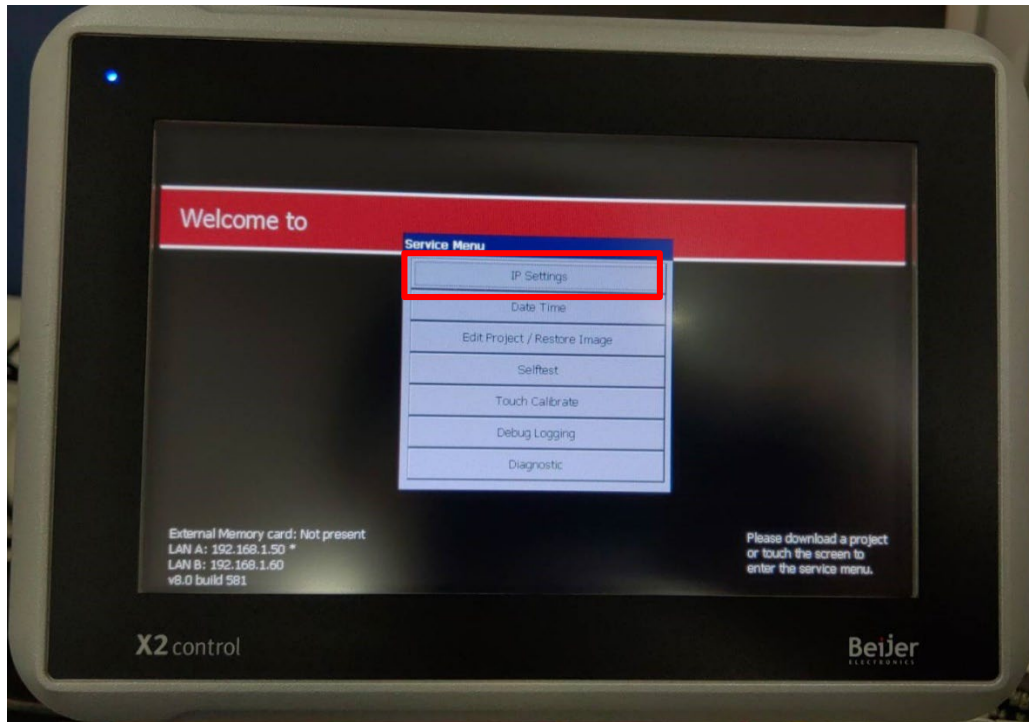 Welcome to
Service Menu
IP Settings
Date Time
Edit Project / Restore Image
Selftest
Touch Calibrate
Debug Logging
Diagnostic
External Memory card: Not present
LAN A: 192.168.1.50 *
LAN B: 192.168.1.60
v8.0 build 581
Please download a project
or touch the screen to
enter the service menu.
X2 control
Beijer
ELECTRONICS